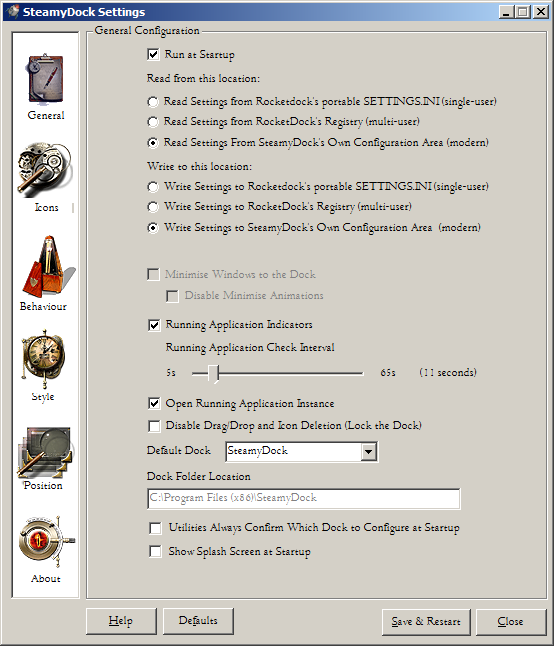 SteamyDock Settings
General Configuration
General
Icons
Behaviour
Style
Position
About
Run at Startup
Read from this location:
Read Settings from Rocketdock's portable SETTINGS.INI (single-user)
Read Settings from RocketDock's Registry (multi-user)
Read Settings From SteamyDock's Own Configuration Area (modern)
Write to this location:
Write Settings to Rocketdock's portable SETTINGS.INI (single-user)
Write Settings to RocketDock's Registry (multi-user)
Write Settings to SteamyDock's Own Configuration Area (modern)
Minimise Windows to the Dock
Disable Minimise Animations
Running Application Indicators
Running Application Check Interval
5s 65s (11 seconds)
Open Running Application Instance
Disable Drag/Drop and Icon Deletion (Lock the Dock)
Default Dock SteamyDock
Dock Folder Location
C:\Program Files (x86)\SteamyDock
Utilities Always Confirm Which Dock to Configure at Startup
Show Splash Screen at Startup
Help Defaults Save & Restart Close